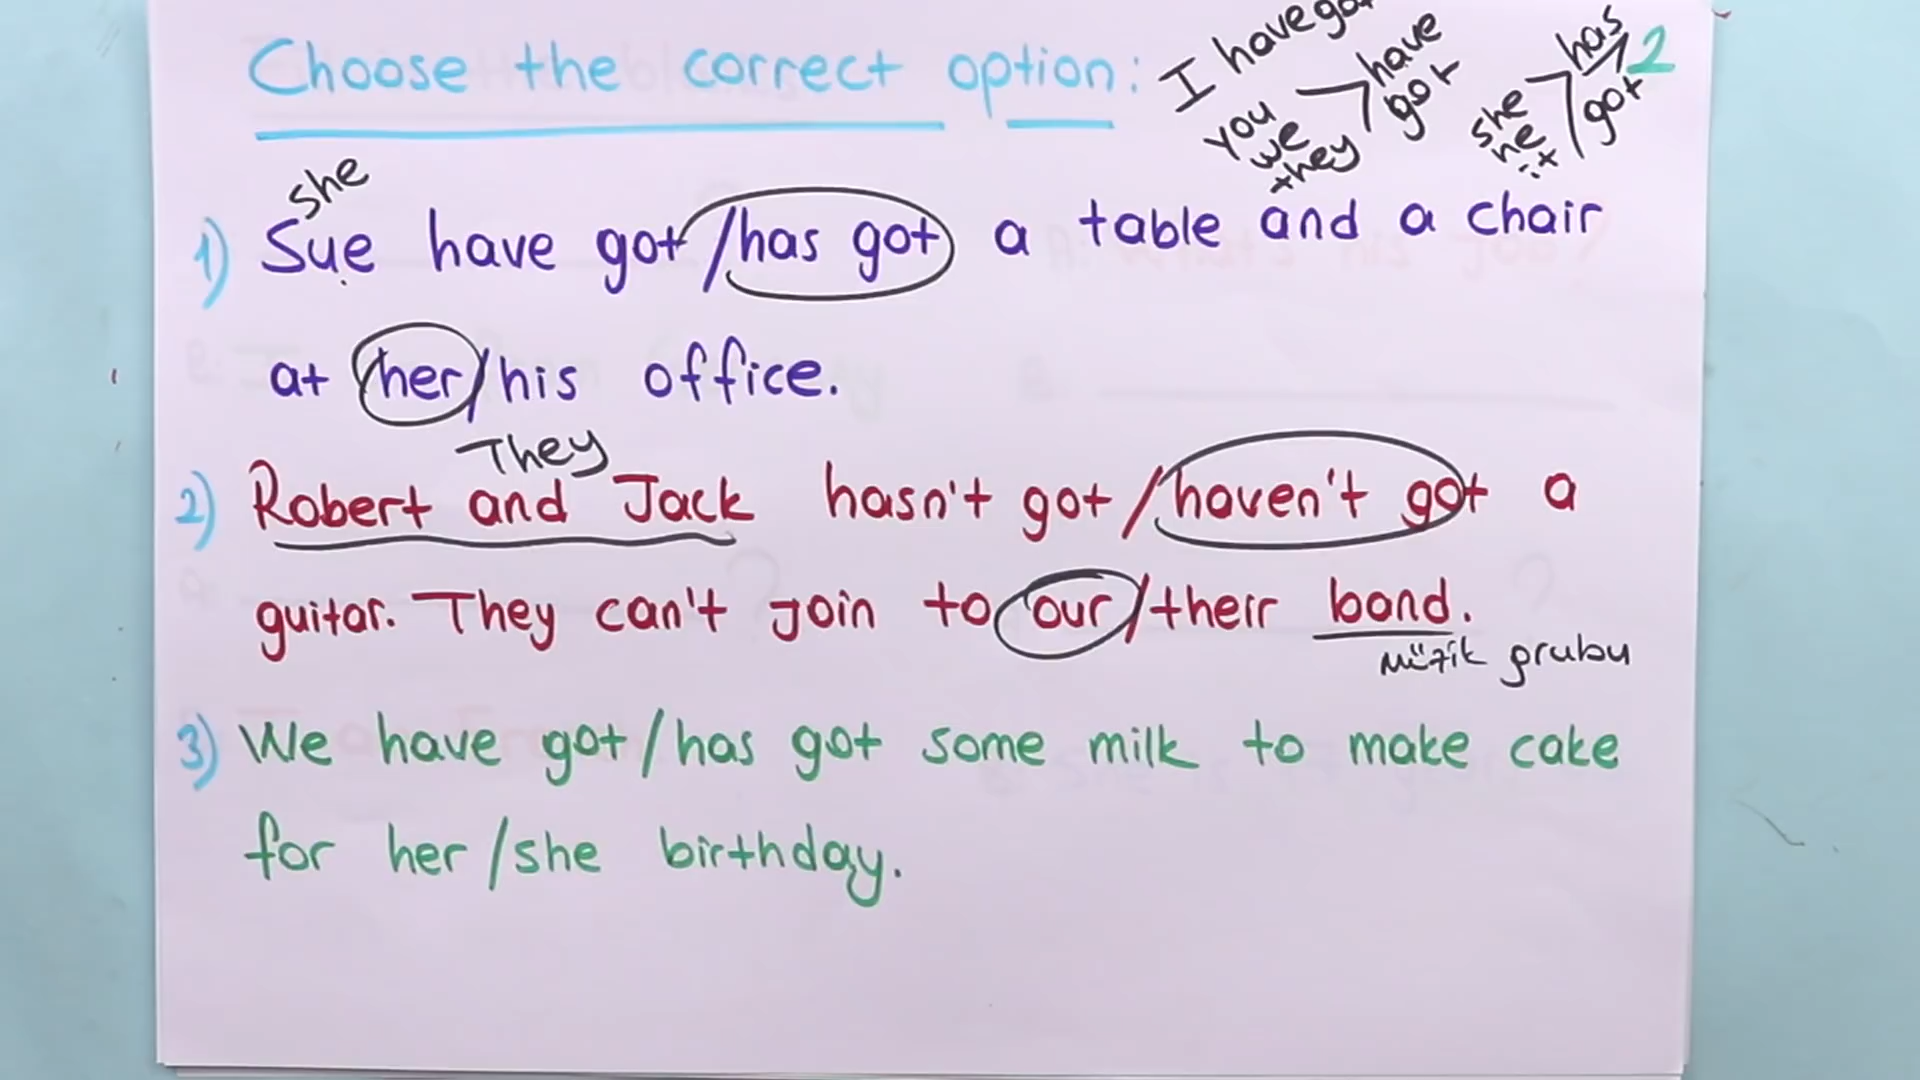 Choose the correct option:
I have got
you
we
they
have
got
she
he
it
has
got
2
she
1) Sue have got/has got a table and a chair
at her/his office.
They
2) Robert and Jack hasn't got/haven't got a
guitar. They can't join to our/their band.
müzik grubu
3) We have got/has got some milk to make cake
for her/she birthday.